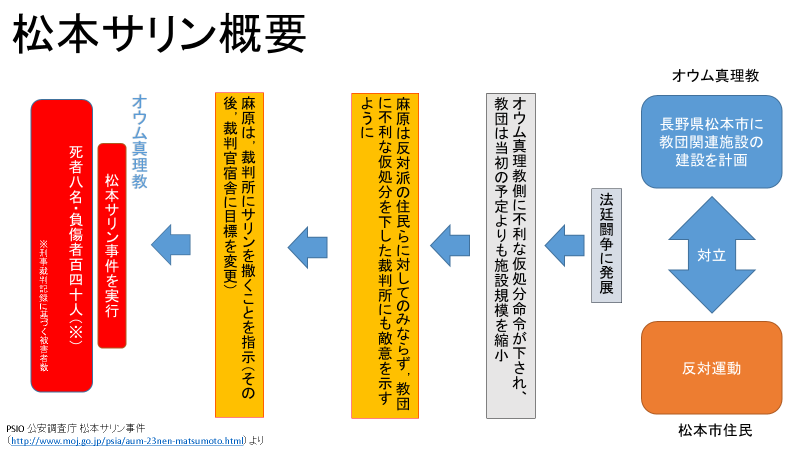 松本サリン概要
オウム真理教
長野県松本市に
教団関連施設の
建設を計画
対立
反対運動
松本市住民
法廷闘争に発展
オウム真理教側に不利な仮処分命令が下され、
教団は当初の予定よりも施設規模を縮小
麻原は反対派の住民らに対してのみならず，教団
に不利な仮処分を下した裁判所にも敵意を示す
ように
麻原は，裁判所にサリンを撒くことを指示（その
後，裁判官宿舎に目標を変更）
オウム真理教
松本サリン事件を実行
死者八名・負傷者百四十人（※）
※刑事裁判記録に基づく被害者数
PSIO 公安調査庁 松本サリン事件
（http://www.moj.go.jp/psia/aum-23nen-matsumoto.html）より